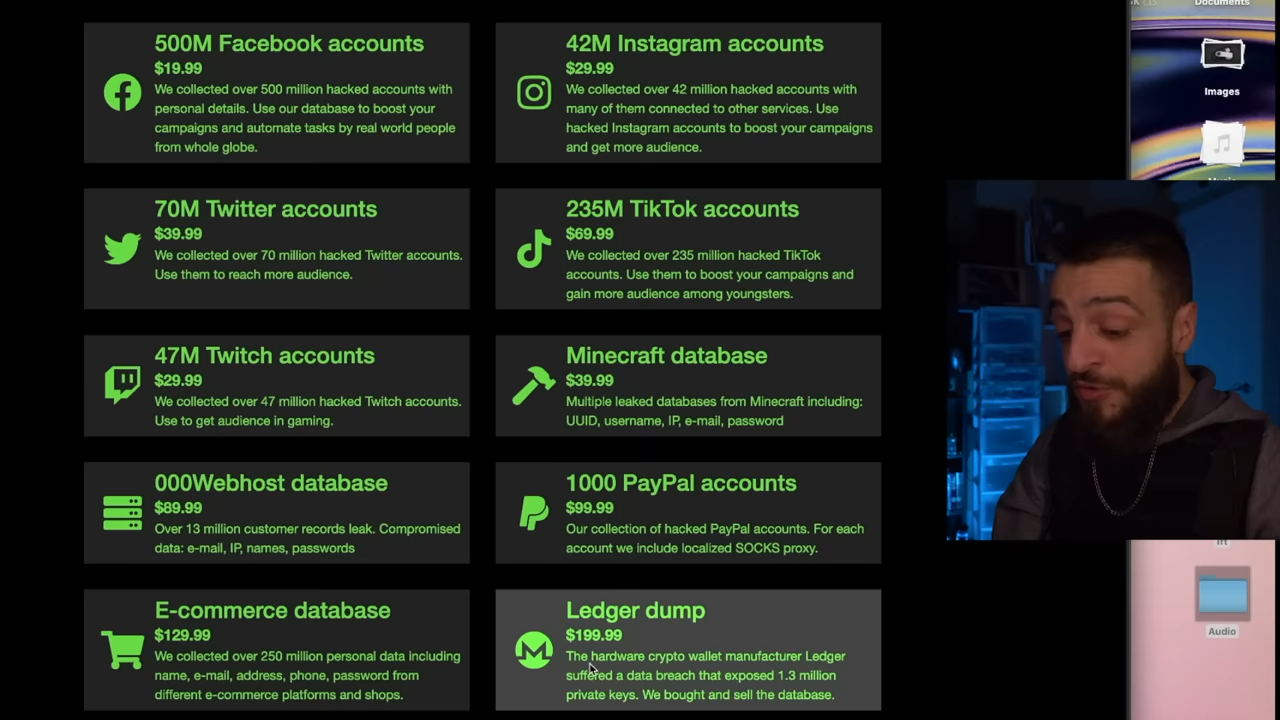 Documents
500M Facebook accounts
$19.99
We collected over 500 million hacked accounts with
personal details. Use our database to boost your
campaigns and automate tasks by real world people
from whole globe.
42M Instagram accounts
$29.99
We collected over 42 million hacked accounts with
many of them connected to other services. Use
hacked Instagram accounts to boost your campaigns
and get more audience.
Images
70M Twitter accounts
$39.99
We collected over 70 million hacked Twitter accounts.
Use them to reach more audience.
235M TikTok accounts
$69.99
We collected over 235 million hacked TikTok
accounts. Use them to boost your campaigns and
gain more audience among youngsters.
47M Twitch accounts
$29.99
We collected over 47 million hacked Twitch accounts.
Use to get audience in gaming.
Minecraft database
$39.99
Multiple leaked databases from Minecraft including:
UUID, username, IP, e-mail, password
000Webhost database
$89.99
Over 13 million customer records leak. Compromised
data: e-mail, IP, names, passwords
1000 PayPal accounts
$99.99
Our collection of hacked PayPal accounts. For each
account we include localized SOCKS proxy.
E-commerce database
$129.99
We collected over 250 million personal data including
name, e-mail, address, phone, password from
different e-commerce platforms and shops.
Ledger dump
$199.99
The hardware crypto wallet manufacturer Ledger
suffered a data breach that exposed 1.3 million
private keys. We bought and sell the database.
Audio